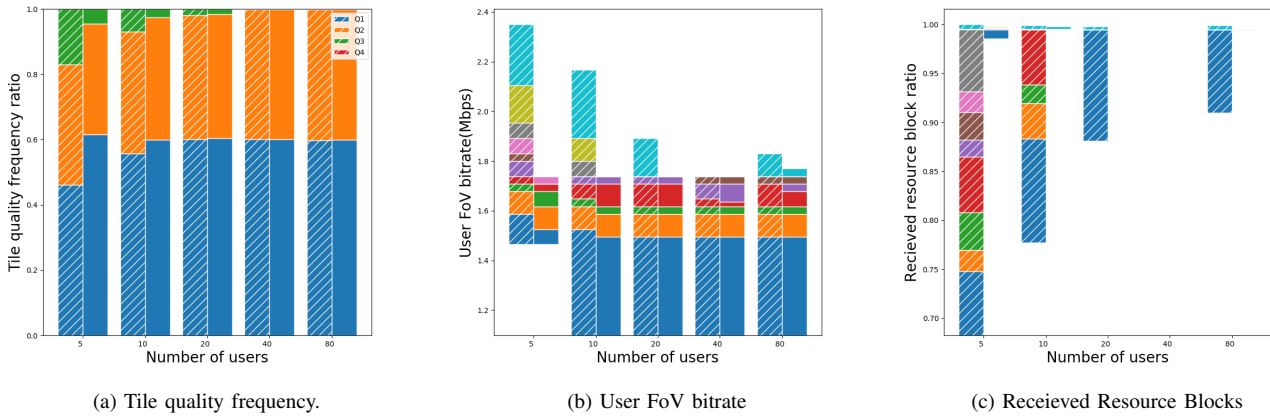 1.0
0.8
0.6
0.4
0.2
0.0
Tile quality frequency ratio
Q1
Q2
Q3
Q4
5 10 20 40 80
Number of users
(a) Tile quality frequency.
2.4
2.2
2.0
1.8
1.6
1.4
1.2
User FoV bitrate(Mbps)
5 10 20 40 80
Number of users
(b) User FoV bitrate
1.00
0.95
0.90
0.85
0.80
0.75
0.70
Recieved resource block ratio
5 10 20 40 80
Number of users
(c) Receieved Resource Blocks